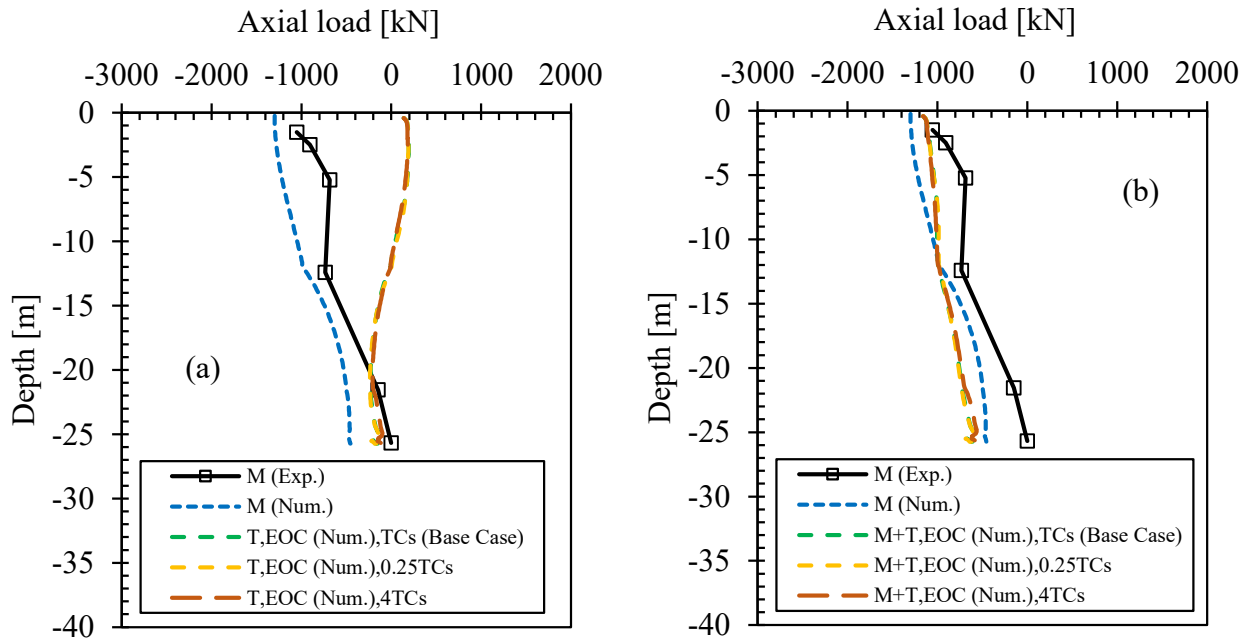 Axial load [kN]
-3000 -2000 -1000 0 1000 2000
0
-5
-10
-15
-20
-25
-30
-35
-40
Depth [m]
(a)
M (Exp.)
M (Num.)
T,EOC (Num.),TCs (Base Case)
T,EOC (Num.),0.25TCs
T,EOC (Num.),4TCs
Axial load [kN]
-3000 -2000 -1000 0 1000 2000
0
-5
-10
-15
-20
-25
-30
-35
-40
Depth [m]
(b)
M (Exp.)
M (Num.)
M+T,EOC (Num.),TCs (Base Case)
M+T,EOC (Num.),0.25TCs
M+T,EOC (Num.),4TCs